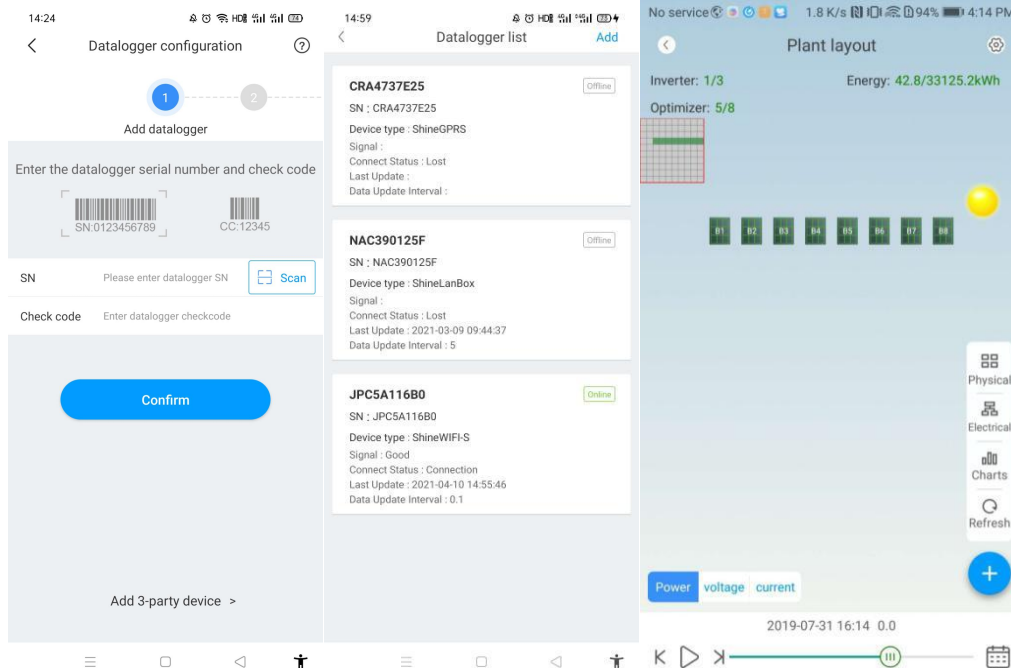 14:24
Datalogger configuration
?
1
2
Add datalogger
Enter the datalogger serial number and check code
SN:0123456789
CC:12345
SN
Please enter datalogger SN
Scan
Check code
Enter datalogger checkcode
Confirm
Add 3-party device >
14:59
Datalogger list
Add
CRA4737E25
Offline
SN : CRA4737E25
Device type : ShineGPRS
Signal :
Connect Status : Lost
Last Update :
Data Update Interval :
NAC390125F
Offline
SN : NAC390125F
Device type : ShineLanBox
Signal :
Connect Status : Lost
Last Update : 2021-03-09 09:44:37
Data Update Interval : 5
JPC5A116B0
Online
SN : JPC5A116B0
Device type : ShineWIFI-S
Signal : Good
Connect Status : Connection
Last Update : 2021-04-10 14:55:46
Data Update Interval : 0.1
No service 1.8 K/s 94% 4:14 PM
Plant layout
Inverter: 1/3
Energy: 42.8/33125.2kWh
Optimizer: 5/8
B1 B2 B3 B4 B5 B6 B7 B8
Physical
Electrical
Charts
Refresh
+
Power voltage current
2019-07-31 16:14 0.0